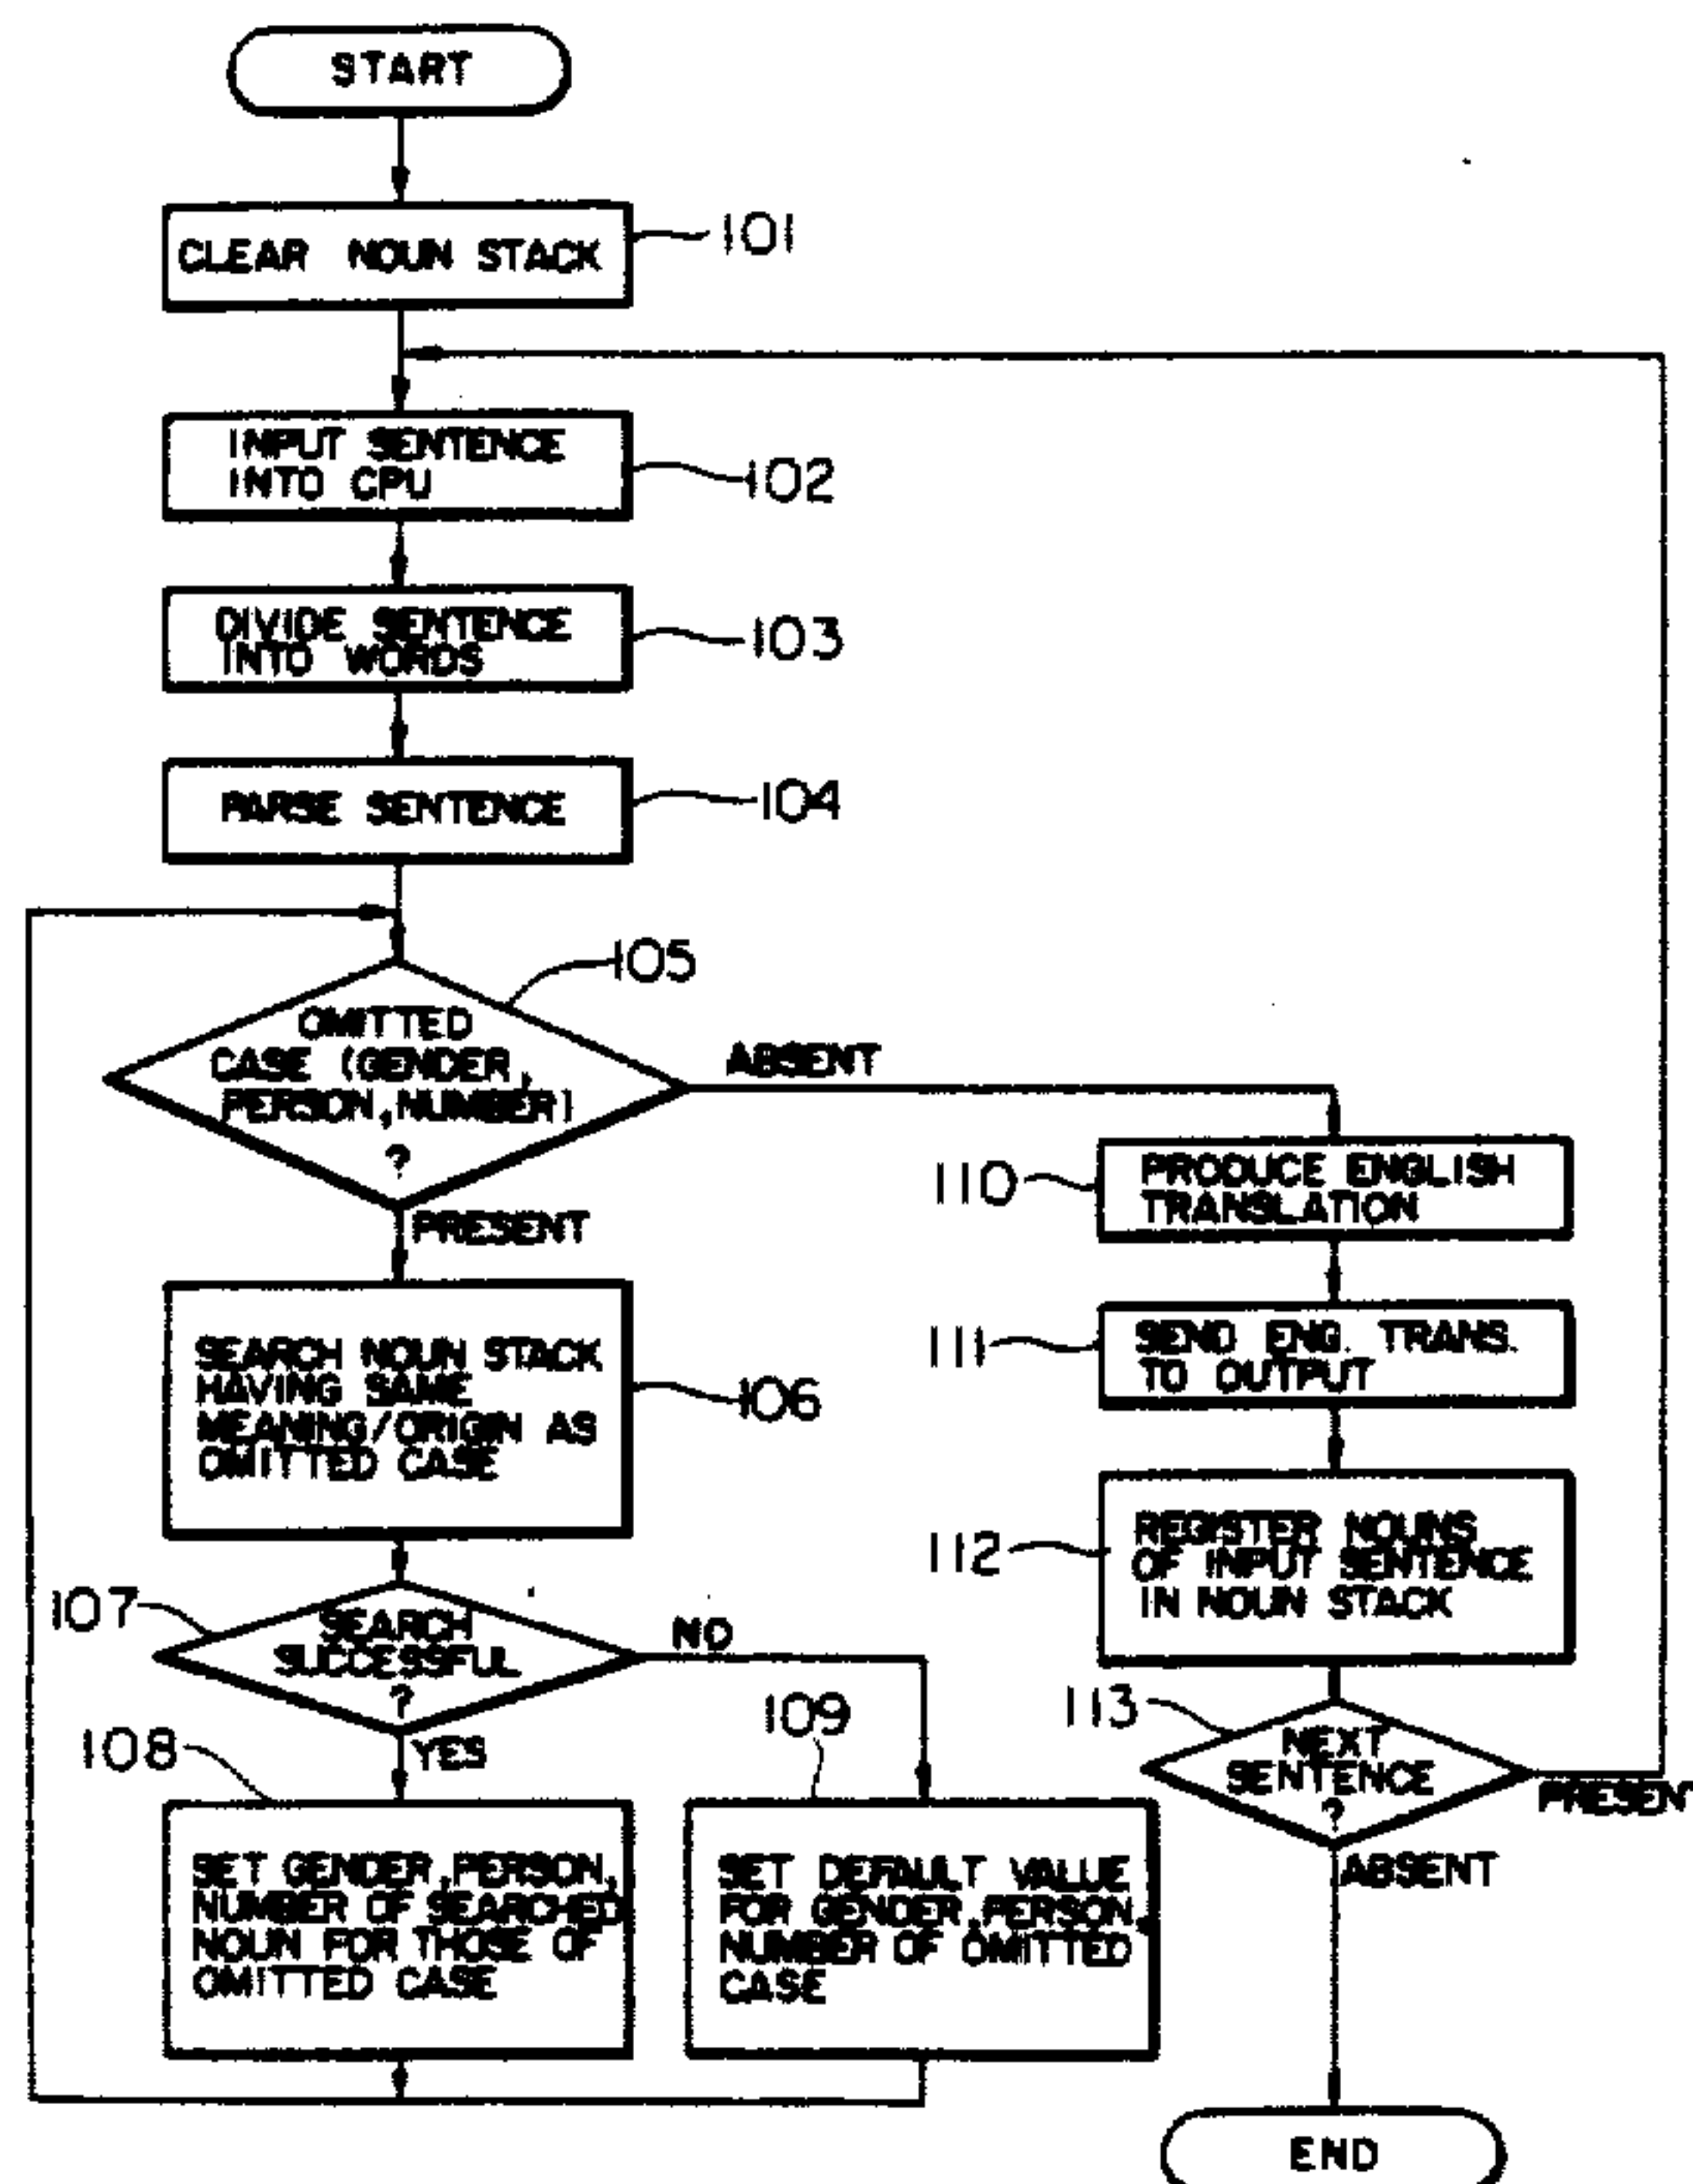 START
CLEAR NOUN STACK
101
INPUT SENTENCE
INTO CPU
102
DIVIDE SENTENCE
INTO WORDS
103
PARSE SENTENCE
104
105
OMITTED
CASE (GENDER,
PERSON, NUMBER)
?
ABSENT
PRESENT
SEARCH NOUN STACK
HAVING SAME
MEANING/ORIGIN AS
OMITTED CASE
106
107
SEARCH
SUCCESSFUL
?
NO
YES
108
SET GENDER, PERSON,
NUMBER OF SEARCHED
NOUN FOR THOSE OF
OMITTED CASE
109
SET DEFAULT VALUE
FOR GENDER, PERSON,
NUMBER OF OMITTED
CASE
110
PRODUCE ENGLISH
TRANSLATION
111
SEND ENG. TRANS.
TO OUTPUT
112
REGISTER NOUNS
OF INPUT SENTENCE
IN NOUN STACK
113
NEXT
SENTENCE
?
PRESENT
ABSENT
END